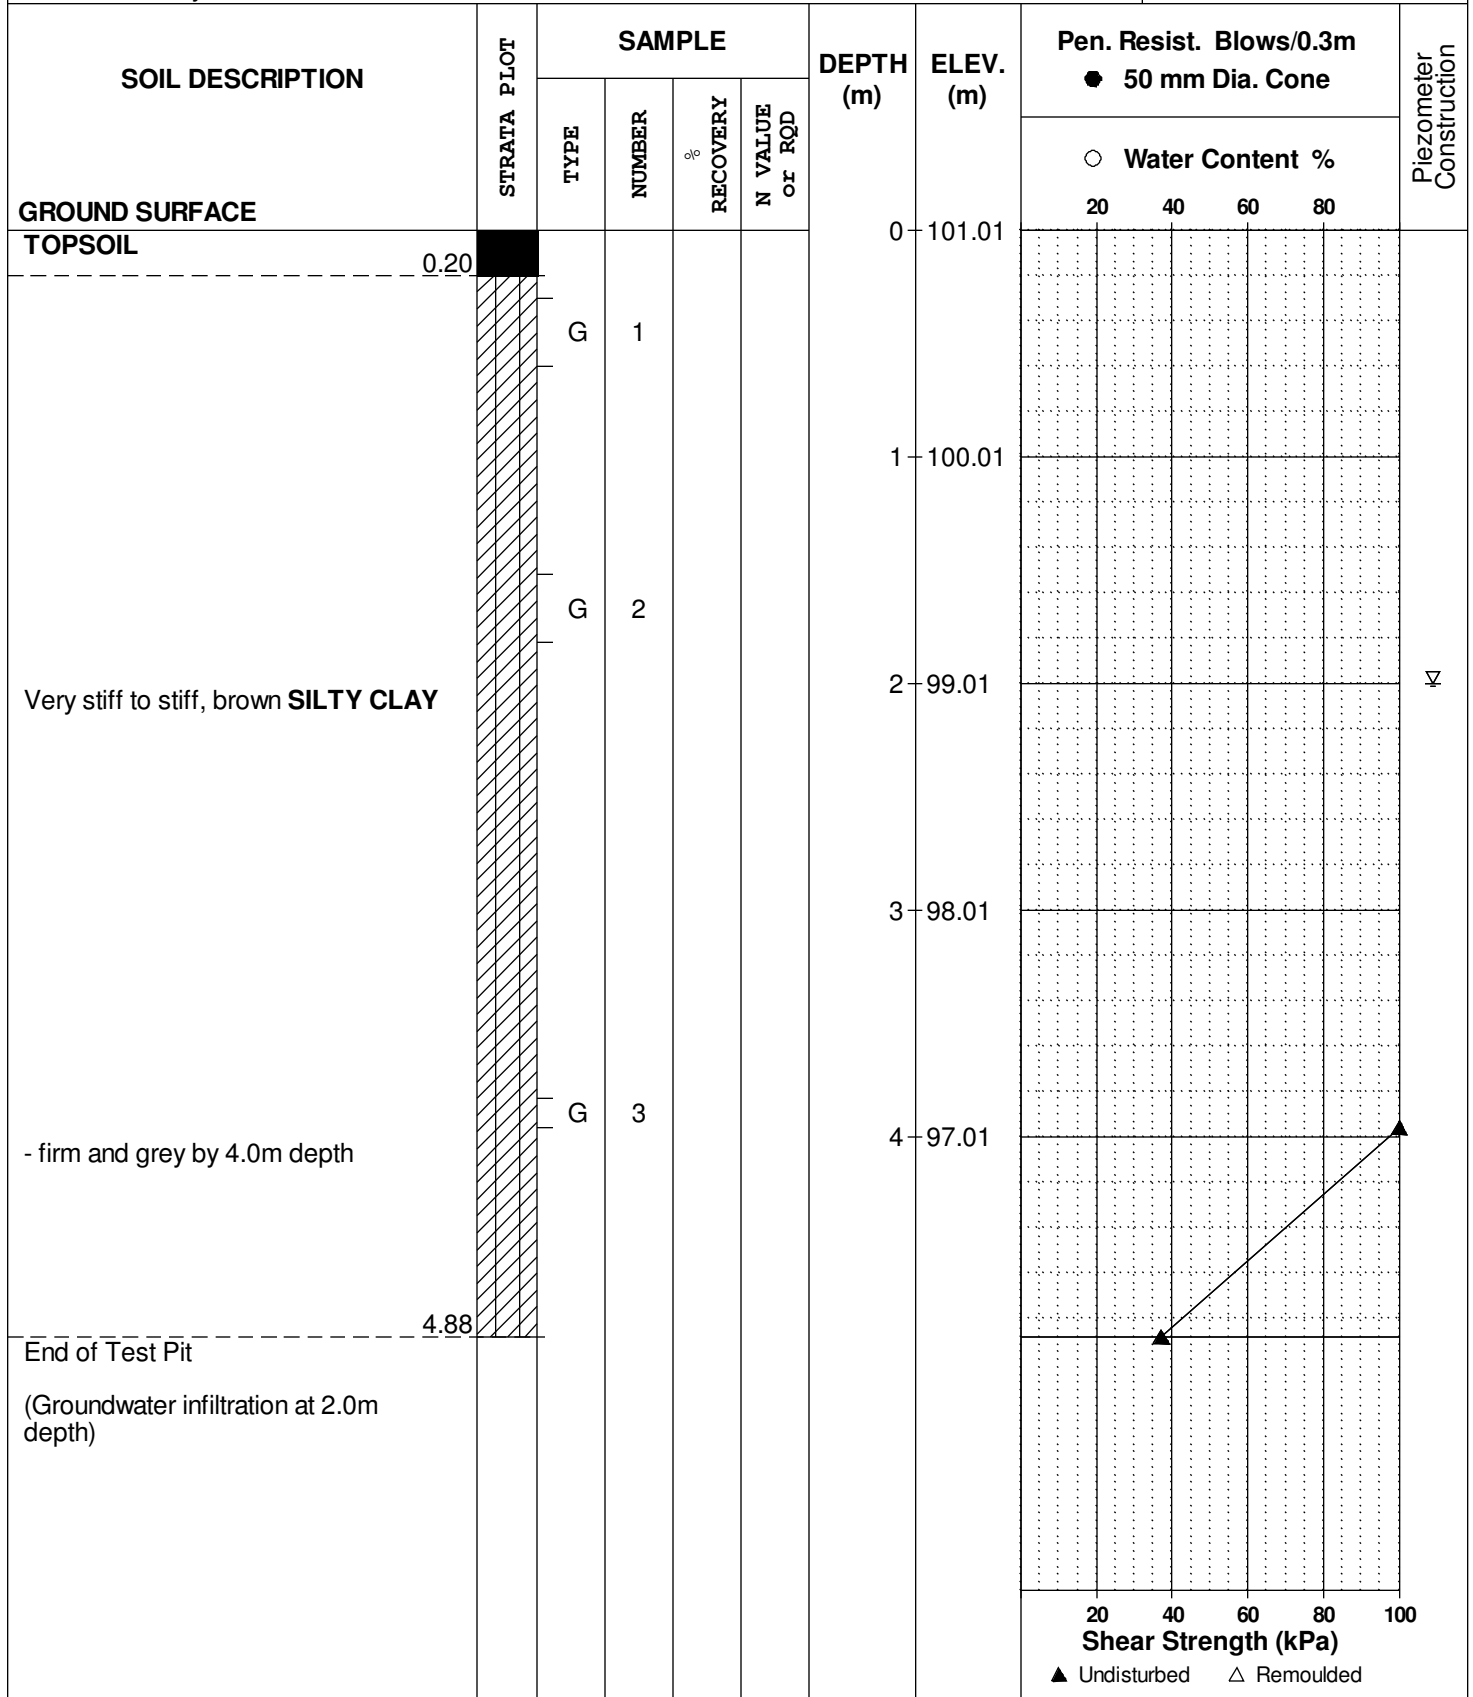 SOIL DESCRIPTION
GROUND SURFACE
STRATA PLOT
SAMPLE
TYPE
NUMBER
%
RECOVERY
N VALUE
or RQD
DEPTH
(m)
ELEV.
(m)
Pen. Resist. Blows/0.3m
● 50 mm Dia. Cone
○ Water Content %
20 40 60 80
Piezometer
Construction
TOPSOIL
0.20
0 101.01
G 1
1 100.01
G 2
Very stiff to stiff, brown SILTY CLAY
2 99.01
3 98.01
G 3
- firm and grey by 4.0m depth
4 97.01
4.88
End of Test Pit
(Groundwater infiltration at 2.0m
depth)
20 40 60 80 100
Shear Strength (kPa)
▲ Undisturbed △ Remoulded